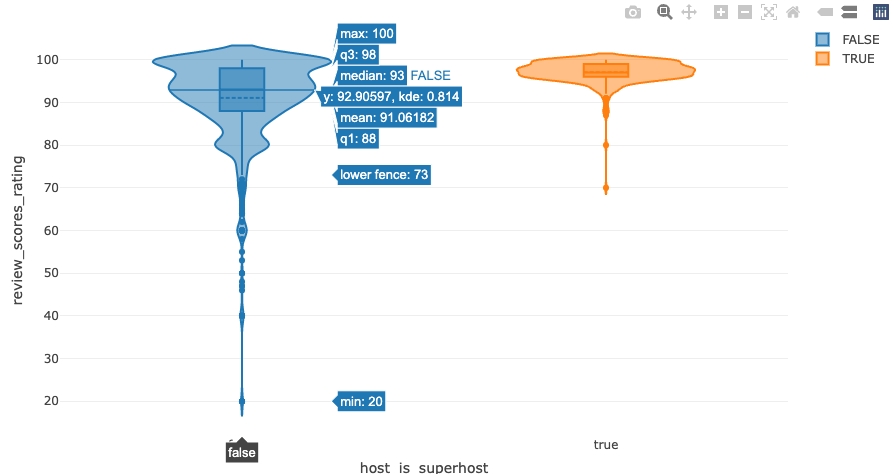 max: 100
q3: 98
median: 93 FALSE
y: 92.90597, kde: 0.814
mean: 91.06182
q1: 88
lower fence: 73
min: 20
100
90
80
70
60
50
40
30
20
review_scores_rating
false
true
host_is_superhost
FALSE
TRUE